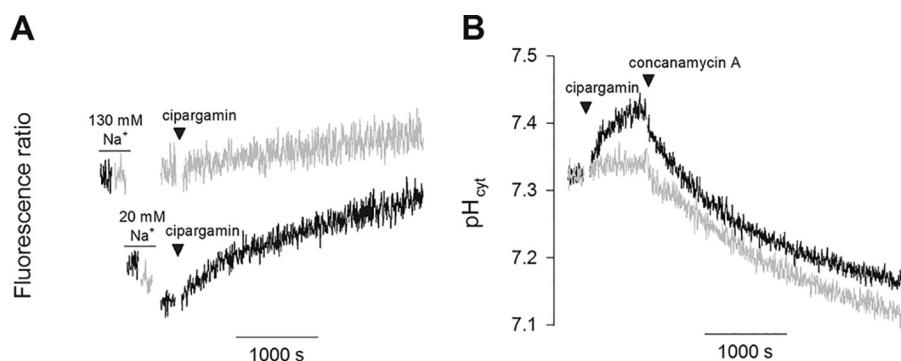 A
Fluorescence ratio
130 mM
Na⁺
cipargamin
20 mM
Na⁺
cipargamin
1000 s
B
pHcyt
7.5
7.4
7.3
7.2
7.1
cipargamin
concanamycin A
1000 s